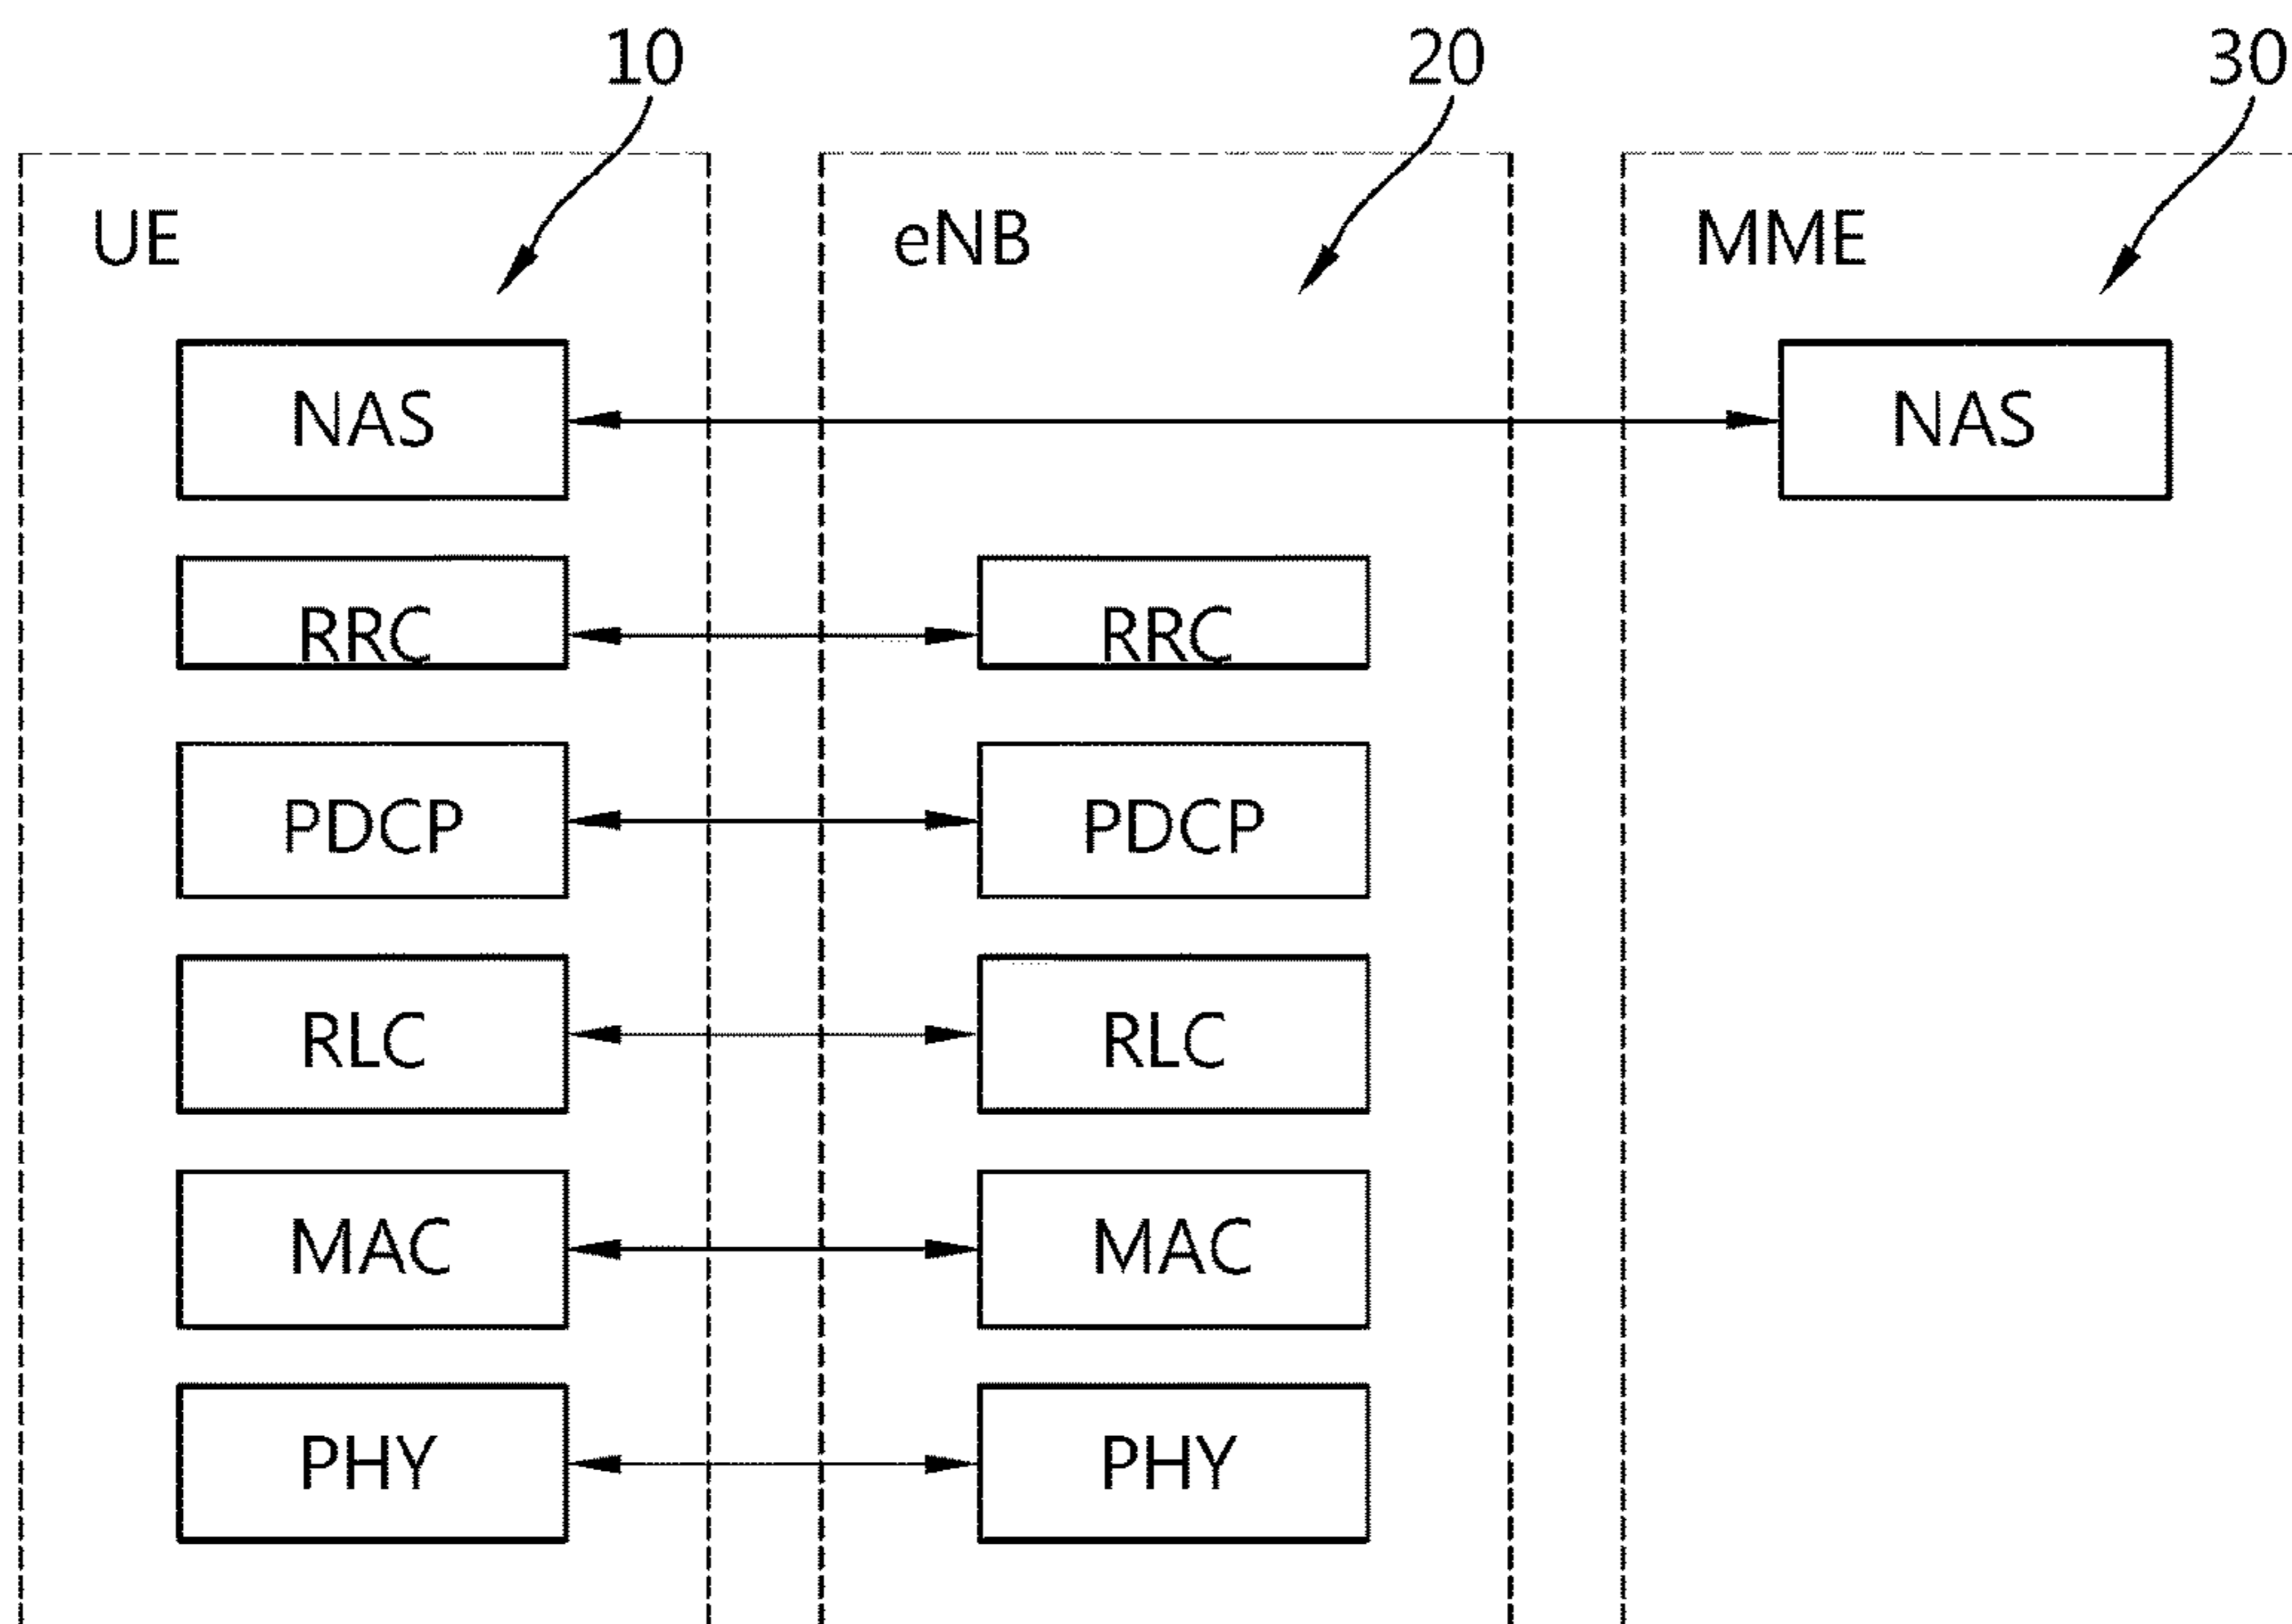 10 20 30
UE eNB MME
NAS NAS
RRC RRC
PDCP PDCP
RLC RLC
MAC MAC
PHY PHY